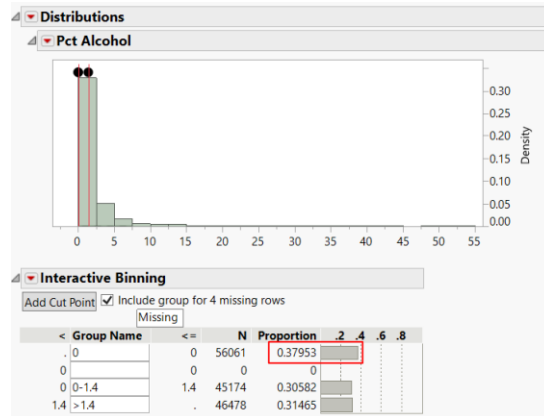 Distributions
Pct Alcohol
0.30
0.25
0.20
0.15
0.10
0.05
0.00
Density
0 5 10 15 20 25 30 35 40 45 50 55
Interactive Binning
Add Cut Point Include group for 4 missing rows
Missing
< Group Name <= N Proportion .2 .4 .6 .8
. 0 0 56061 0.37953
0 0 0 0
0 0-1.4 1.4 45174 0.30582
1.4 >1.4 . 46478 0.31465